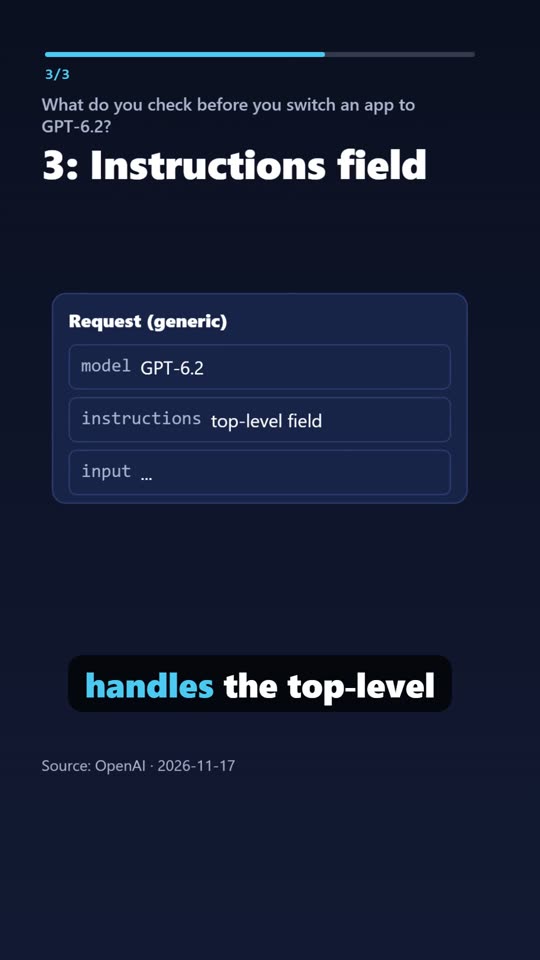 3/3
What do you check before you switch an app to
GPT-6.2?
3: Instructions field
Request (generic)
model GPT-6.2
instructions top-level field
input ...
handles the top-level
Source: OpenAI · 2026-11-17